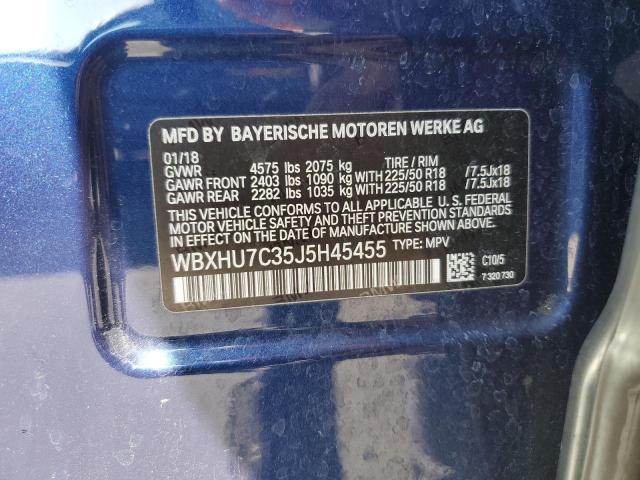 MFD BY BAYERISCHE MOTOREN WERKE AG
01/18
GVWR 4575 lbs 2075 kg TIRE / RIM
GAWR FRONT 2403 lbs 1090 kg WITH 225/50 R18 /7.5Jx18
GAWR REAR 2282 lbs 1035 kg WITH 225/50 R18 /7.5Jx18
THIS VEHICLE CONFORMS TO ALL APPLICABLE U. S. FEDERAL
MOTOR VEHICLE SAFETY, BUMPER, AND THEFT PREVENTION
STANDARDS IN EFFECT ON THE DATE OF MANUFACTURE SHOWN ABOVE.
WBXHU7C35J5H45455 TYPE: MPV
C10/5
7 320 730